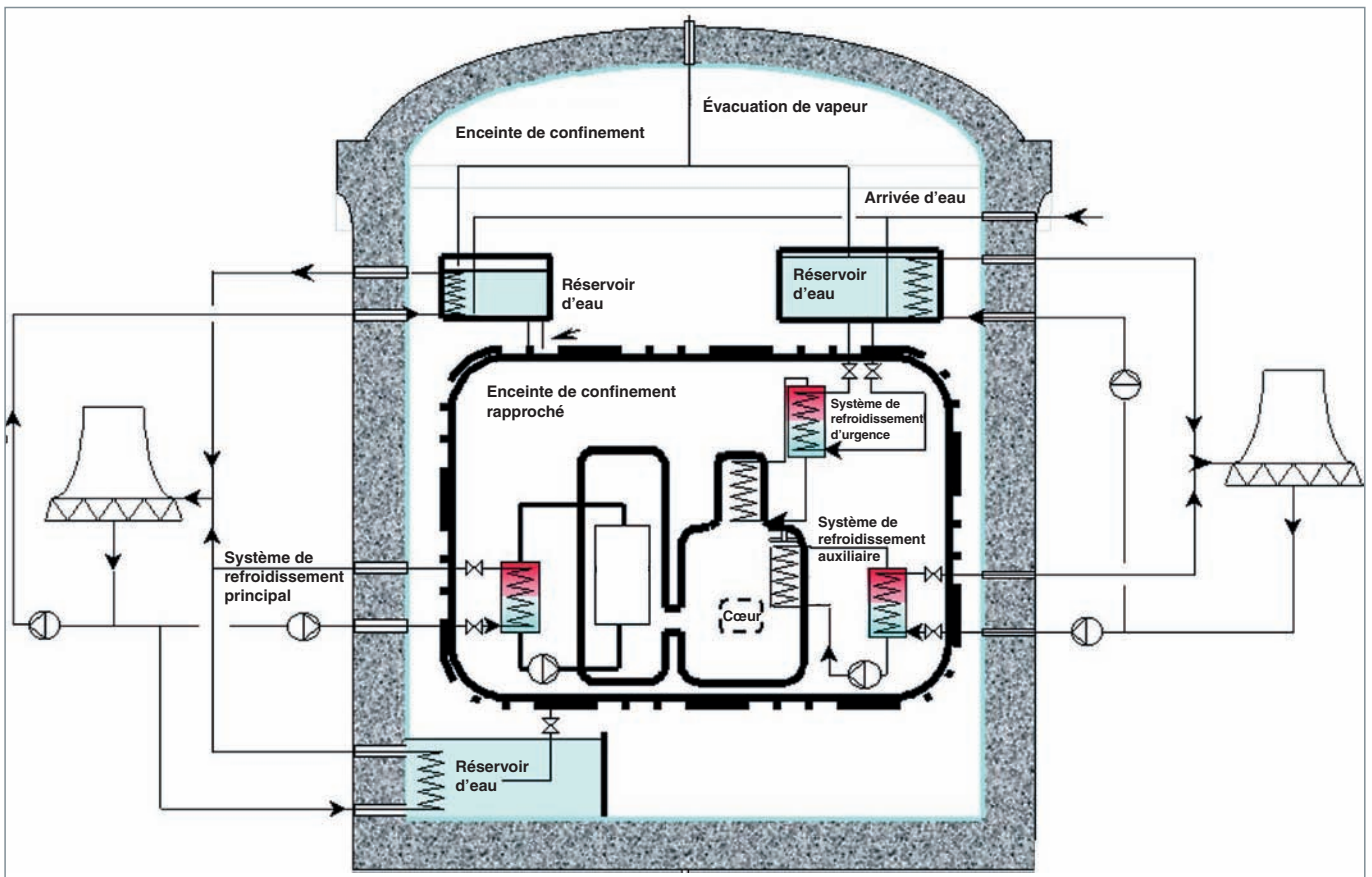 Évacuation de vapeur
Enceinte de confinement
Arrivée d'eau
Réservoir
d'eau
Réservoir
d'eau
Enceinte de confinement
rapproché
Système de
refroidissement
d'urgence
Système de
refroidissement
auxiliaire
Système de
refroidissement
principal
Cœur
Réservoir
d'eau